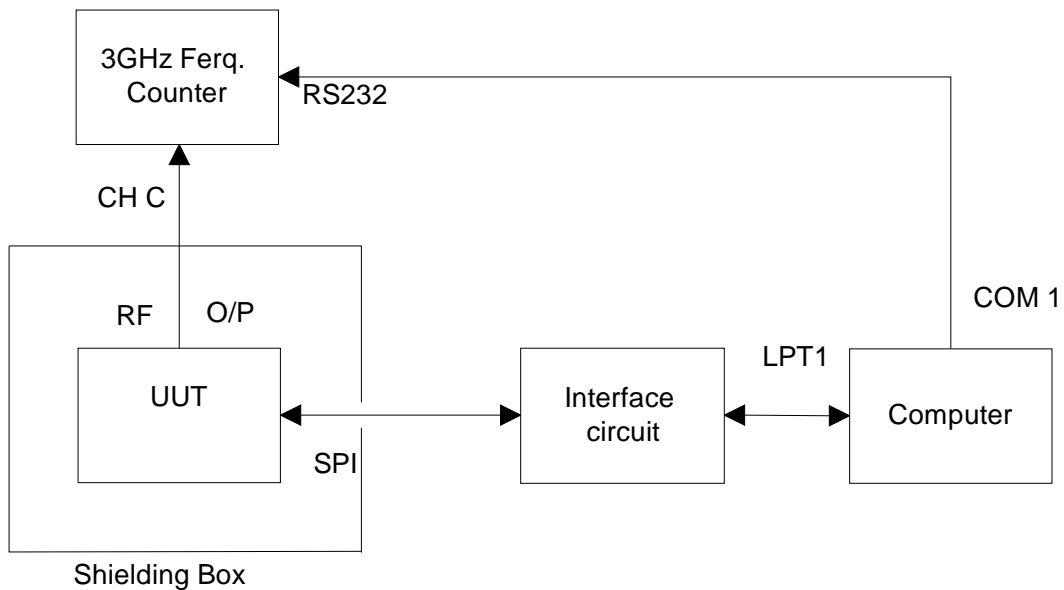 3GHz Ferq.
Counter
RS232
CH C
RF
O/P
COM 1
LPT1
UUT
Interface
circuit
Computer
SPI
Shielding Box